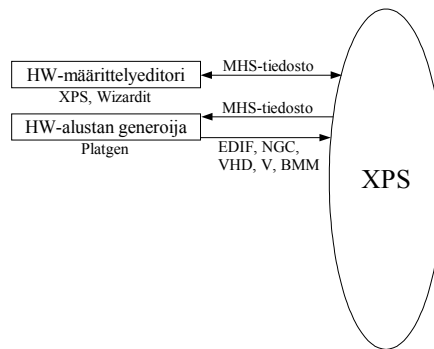 MHS-tiedosto
HW-määrittelyeditori
XPS, Wizardit
MHS-tiedosto
HW-alustan generoija
Platgen
EDIF, NGC,
VHD, V, BMM
XPS